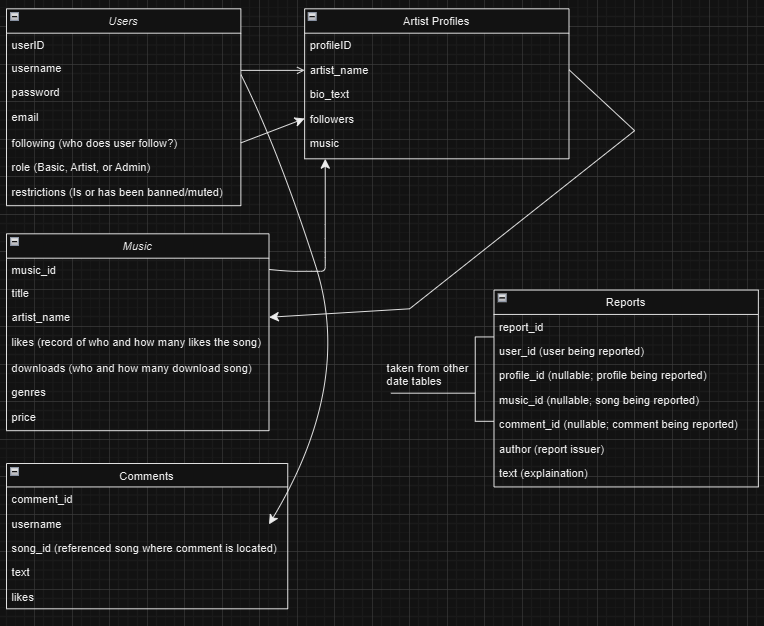 Users
userID
username
password
email
following (who does user follow?)
role (Basic, Artist, or Admin)
restrictions (Is or has been banned/muted)
Artist Profiles
profileID
artist_name
bio_text
followers
music
Music
music_id
title
artist_name
likes (record of who and how many likes the song)
downloads (who and how many download song)
genres
price
Reports
report_id
user_id (user being reported)
profile_id (nullable; profile being reported)
music_id (nullable; song being reported)
comment_id (nullable; comment being reported)
author (report issuer)
text (explaination)
taken from other
date tables
Comments
comment_id
username
song_id (referenced song where comment is located)
text
likes